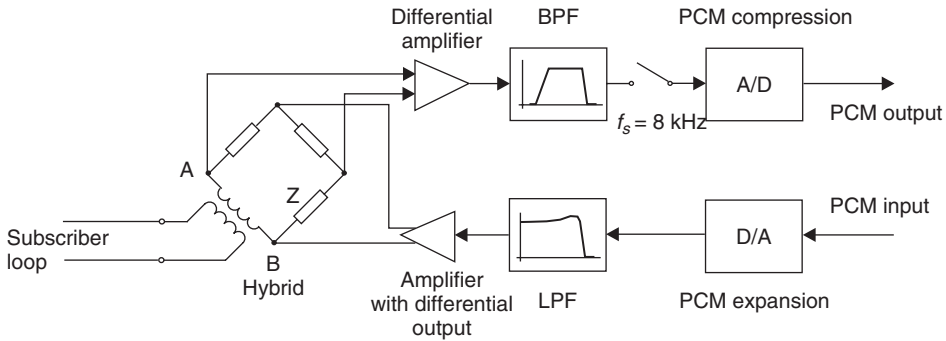 Differential
amplifier
BPF
PCM compression
A/D
PCM output
fs = 8 kHz
A
Z
B
Hybrid
Subscriber
loop
Amplifier
with differential
output
LPF
D/A
PCM input
PCM expansion